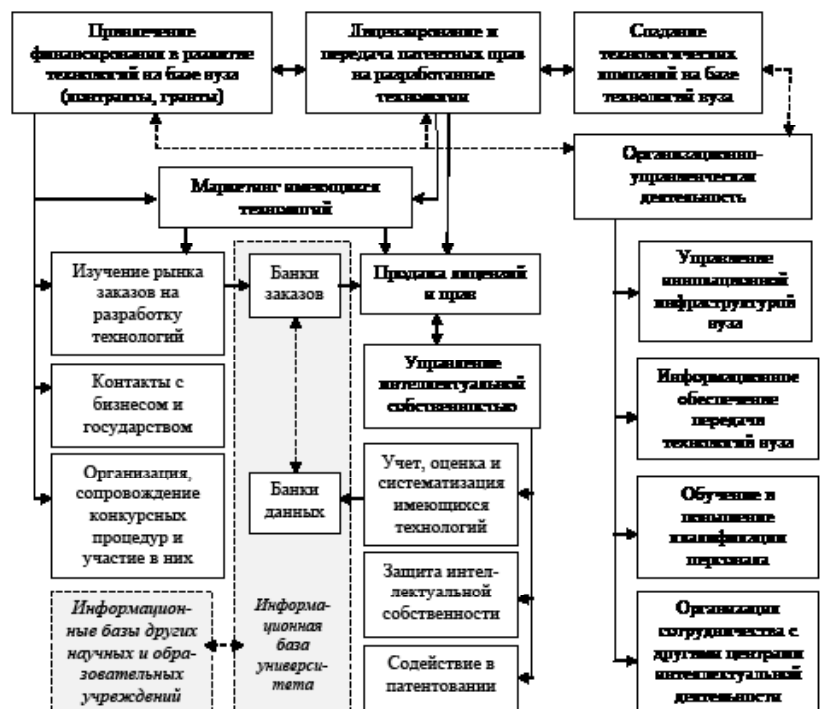 Привлечение
финансирования в развитие
технологий на базе вуза
(контракты, гранты)
Лицензирование и
передача патентных прав
на разработанные
технологии
Создание
технологических
компаний на базе
технологий вуза
Организационно-
управленческая
деятельность
Маркетинг имеющихся
технологий
Изучение рынка
заказов на
разработку
технологий
Банки
заказов
Продажа лицензий
и прав
Управление
инновационной
инфраструктурой
вуза
Управление
интеллектуальной
собственностью
Контакты с
бизнесом и
государством
Информационное
обеспечение
передачи
технологий вуза
Организация,
сопровождение
конкурсных
процедур и
участие в них
Банки
данных
Учет, оценка и
систематизация
имеющихся
технологий
Обучение и
повышение
квалификации
персонала
Защита интел-
лектуальной
собственности
Информацион-
ные базы других
научных и обра-
зовательных
учреждений
Информа-
ционная
база
универси-
тета
Содействие в
патентовании
Организация
сотрудничества с
другими центрами
интеллектуальной
деятельности